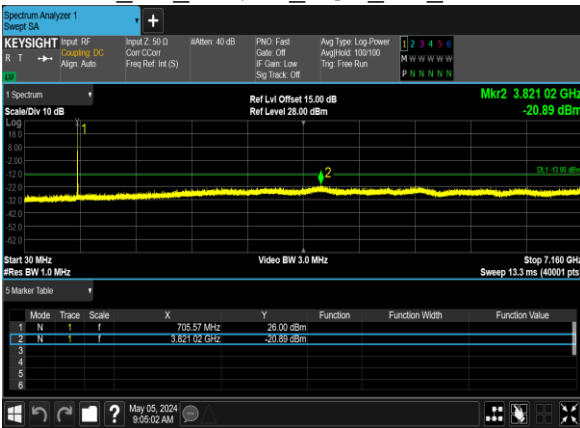 Spectrum Analyzer 1
Swept SA
+
KEYSIGHT
R T
LV
Input: RF
Coupling: DC
Align: Auto
Input Z: 50 Ω
Corr CCorr
Freq Ref: Int (S)
#Atten: 40 dB
PNO: Fast
Gate: Off
IF Gain: Low
Sig Track: Off
Avg Type: Log-Power
Avg|Hold: 100/100
Trig: Free Run
1 2 3 4 5 6
M W W W W W
P N N N N N
1 Spectrum
Scale/Div 10 dB
Ref Lvl Offset 15.00 dB
Ref Level 28.00 dBm
Mkr2 3.821 02 GHz
-20.89 dBm
Log
18.0
8.00
-2.00
-12.0
-22.0
-32.0
-42.0
-52.0
-62.0
1
2
DL1 -13.00 dBm
Start 30 MHz
#Res BW 1.0 MHz
Video BW 3.0 MHz
Stop 7.160 GHz
Sweep 13.3 ms (40001 pts)
5 Marker Table
Mode Trace Scale X Y Function Function Width Function Value
1 N 1 f 705.57 MHz 26.00 dBm
2 N 1 f 3.821 02 GHz -20.89 dBm
3
4
5
6
?
May 05, 2024
9:05:02 AM